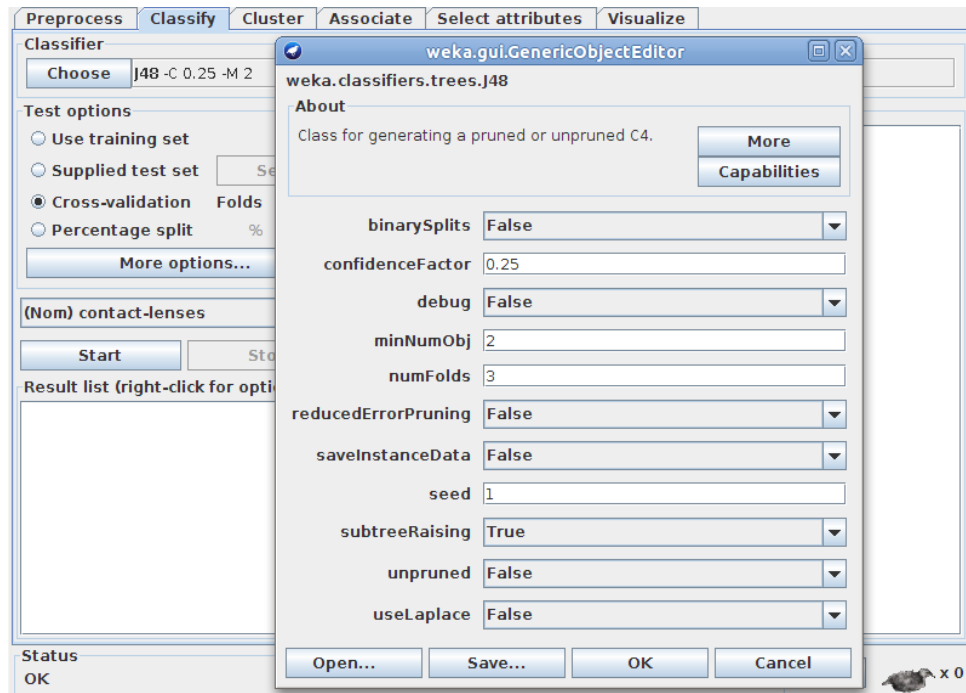 Preprocess Classify Cluster Associate Select attributes Visualize
Classifier
Choose J48 -C 0.25 -M 2
Test options
Use training set
Supplied test set
Cross-validation Folds
Percentage split %
More options...
(Nom) contact-lenses
Start
Result list (right-click for
Status
OK
weka.gui.GenericObjectEditor
weka.classifiers.trees.J48
About
Class for generating a pruned or unpruned C4.
More
Capabilities
binarySplits False
confidenceFactor 0.25
debug False
minNumObj 2
numFolds 3
reducedErrorPruning False
saveInstanceData False
seed 1
subtreeRaising True
unpruned False
useLaplace False
Open... Save... OK Cancel
x 0